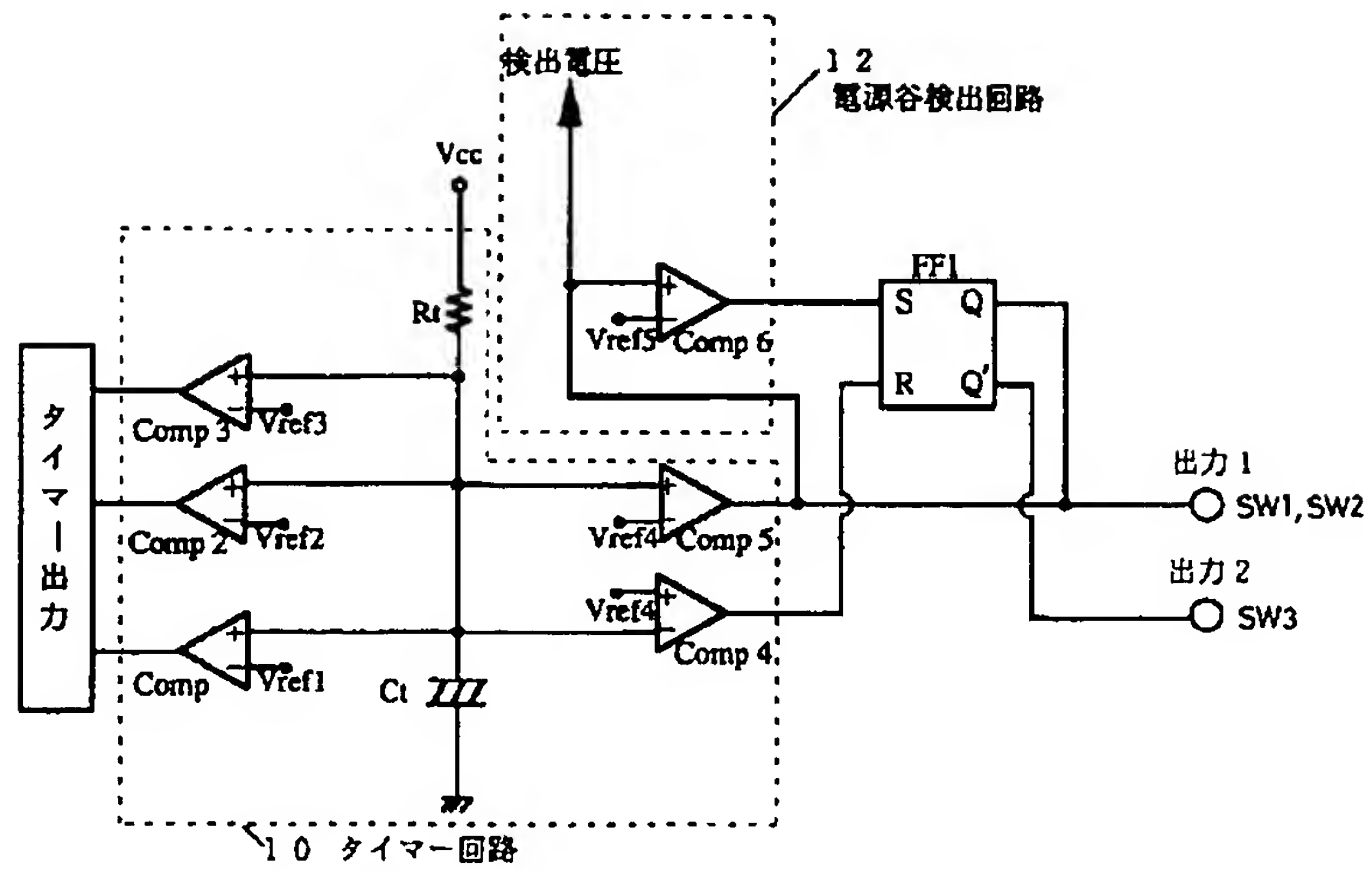 検出電圧
12
電源谷検出回路
Vcc
Rt
FF1
S
Q
R
Q'
+
−
Vref5
Comp 6
+
−
Comp 3
Vref3
タイマー出力
+
−
Comp 2
Vref2
+
−
Vref4
Comp 5
出力1
SW1, SW2
Vref4
+
−
Comp 4
出力2
SW3
+
−
Comp
Vref1
Ct
10 タイマー回路